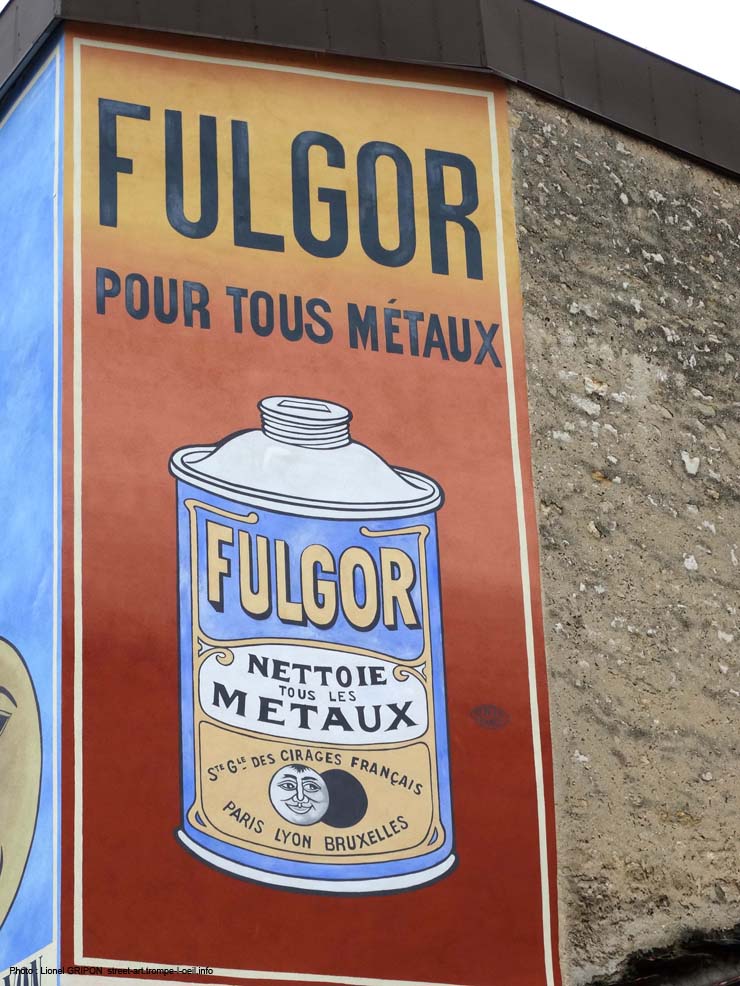 FULGOR
POUR TOUS MÉTAUX
FULGOR
NETTOIE
TOUS LES
METAUX
STE GLE DES CIRAGES FRANÇAIS
PARIS LYON BRUXELLES
Photo : Lionel GRIPON street-art.trompe-l-oeil.info